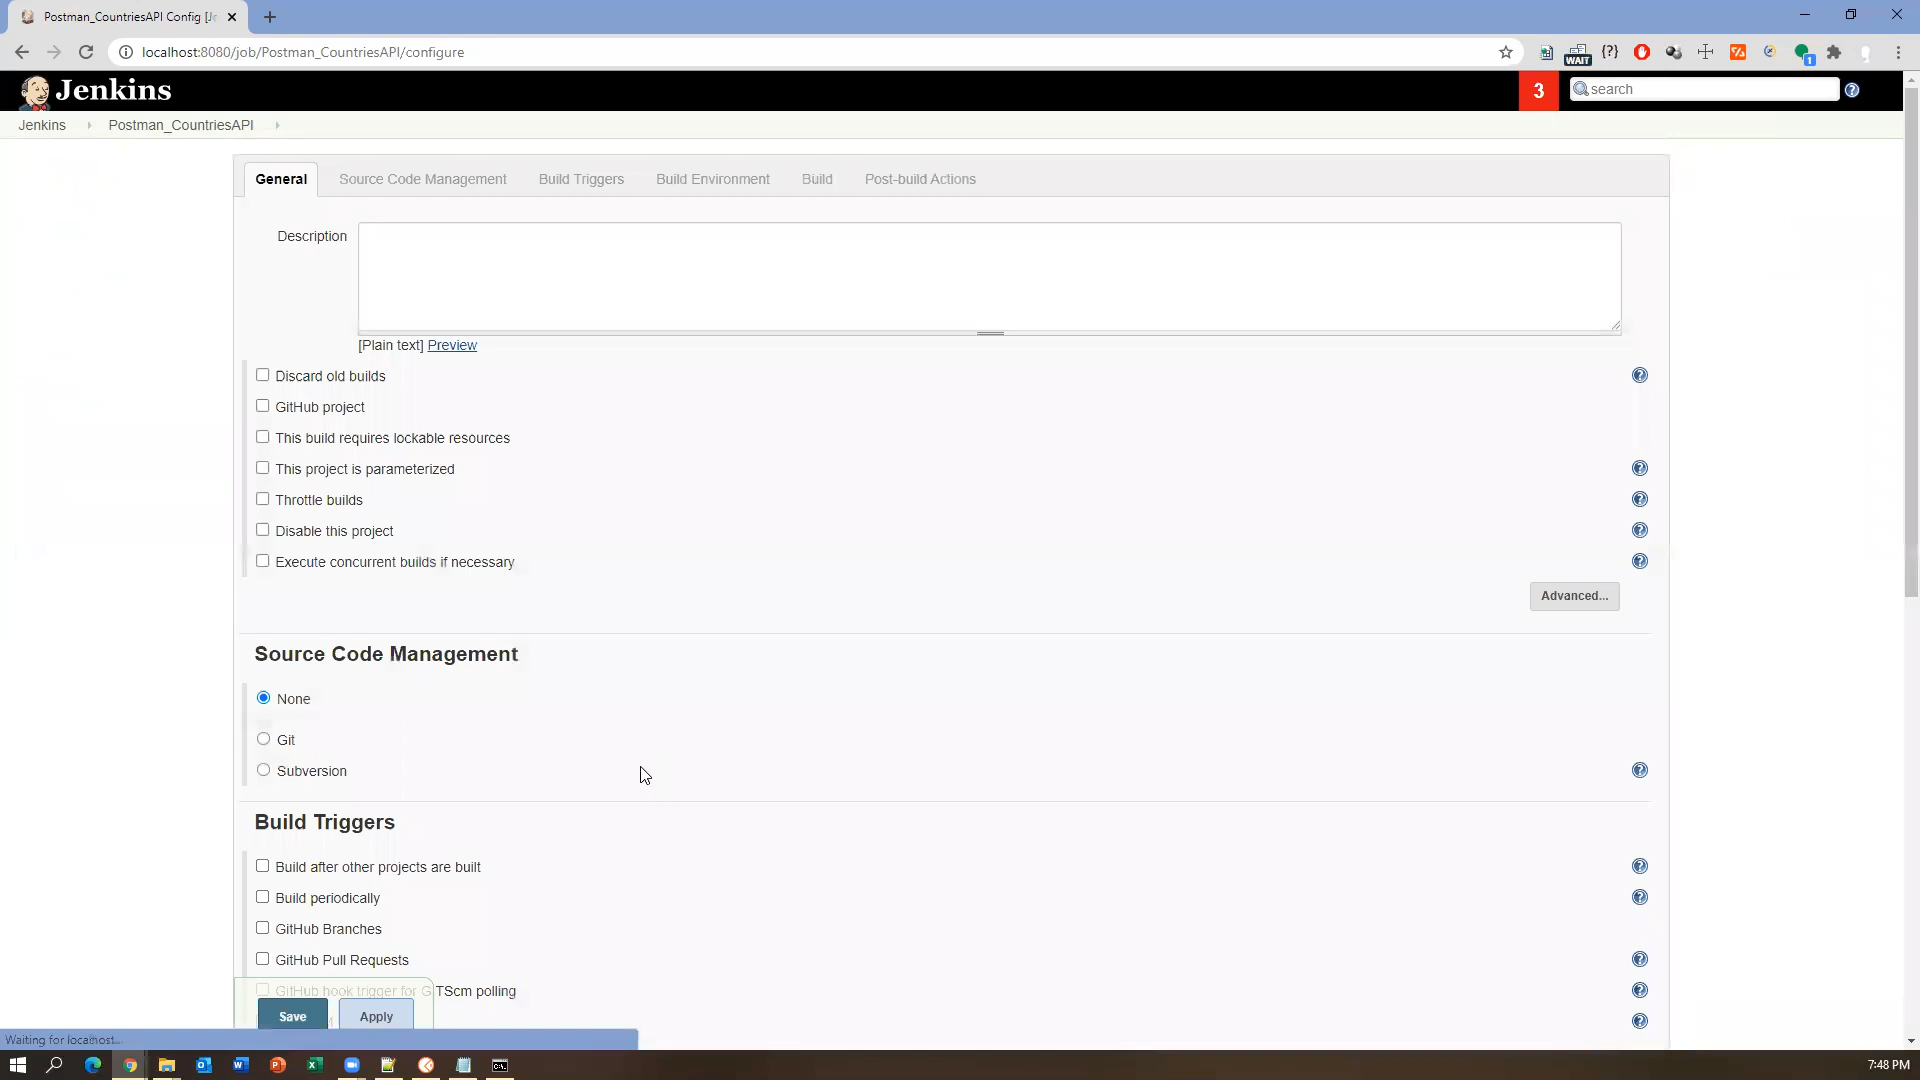 Postman_CountriesAPI Config [Je
localhost:8080/job/Postman_CountriesAPI/configure
WAIT
{?}
1
Jenkins
3
search
Jenkins
Postman_CountriesAPI
General
Source Code Management
Build Triggers
Build Environment
Build
Post-build Actions
Description
[Plain text] Preview
Discard old builds
GitHub project
This build requires lockable resources
This project is parameterized
Throttle builds
Disable this project
Execute concurrent builds if necessary
Advanced...
Source Code Management
None
Git
Subversion
Build Triggers
Build after other projects are built
Build periodically
GitHub Branches
GitHub Pull Requests
GitHub hook trigger for GITScm polling
Save
Apply
Waiting for localhost...
7:48 PM